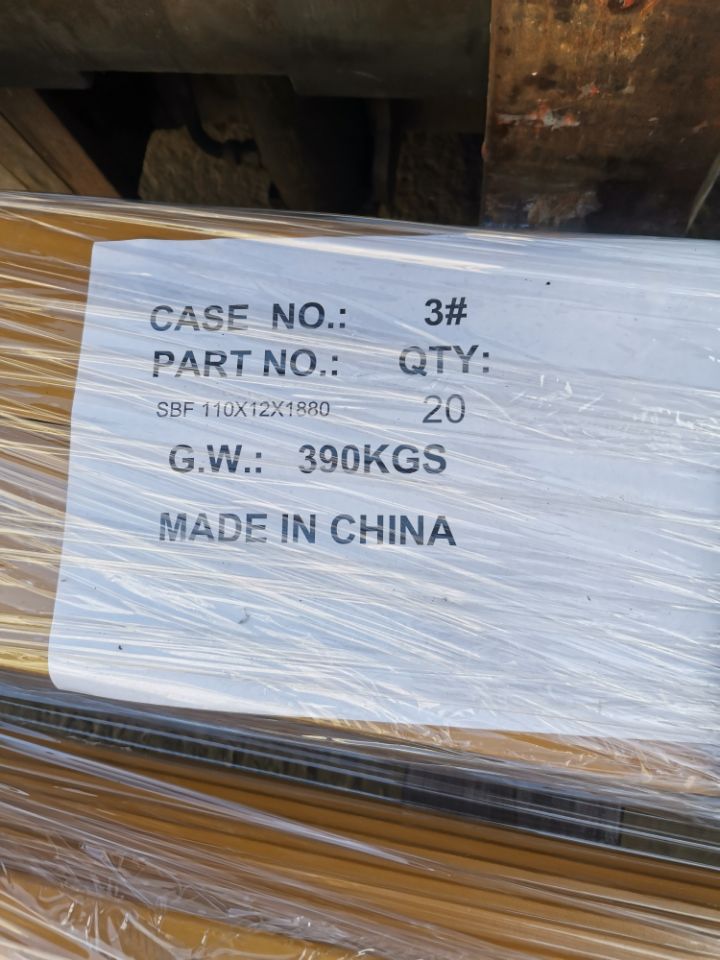 CASE NO.: 3#
PART NO.: QTY:
SBF 110X12X1880 20
G.W.: 390KGS
MADE IN CHINA